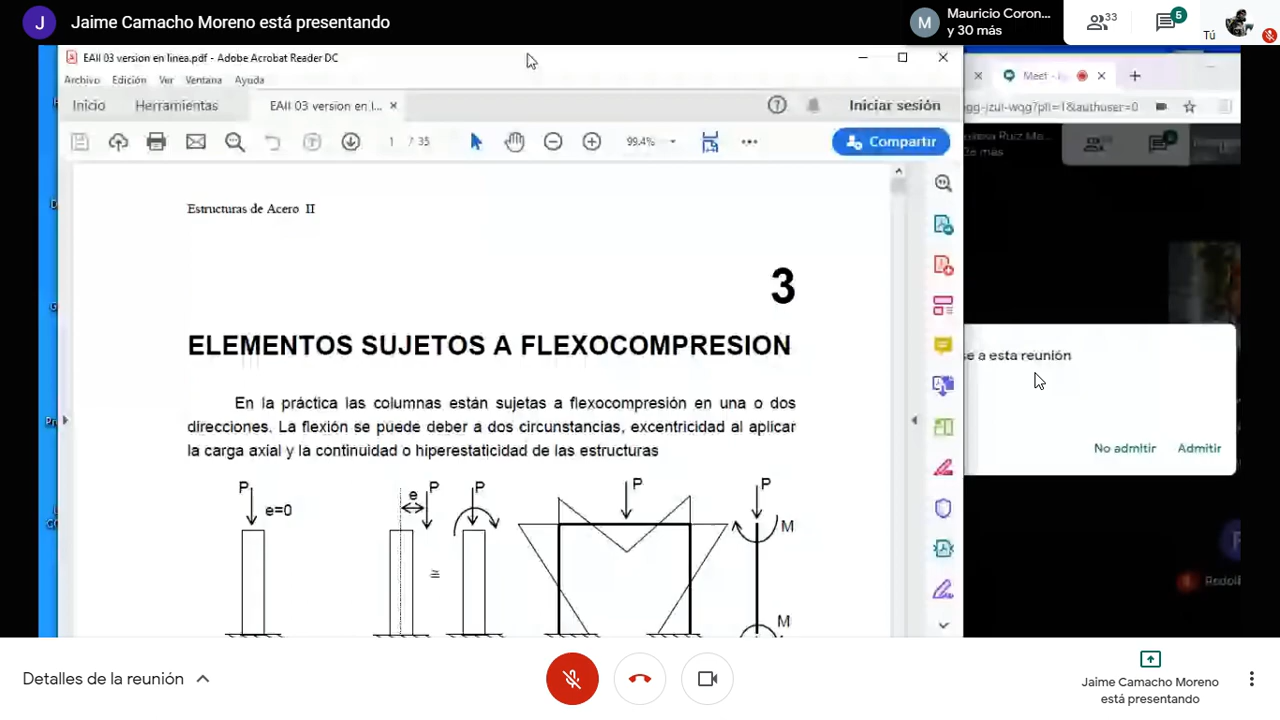 J Jaime Camacho Moreno está presentando
M Mauricio Coron...
y 30 más
33
5
Tú
EAII 03 version en linea.pdf - Adobe Acrobat Reader DC
Archivo Edición Ver Ventana Ayuda
Inicio Herramientas EAII 03 version en l... × Iniciar sesión
Meet -
1 / 35 99.4% Compartir
Estructuras de Acero II
3
ELEMENTOS SUJETOS A FLEXOCOMPRESION
En la práctica las columnas están sujetas a flexocompresión en una o dos
direcciones. La flexión se puede deber a dos circunstancias, excentricidad al aplicar
la carga axial y la continuidad o hiperestaticidad de las estructuras
P e=0 e P ≅ P P P M
M
se a esta reunión
No admitir Admitir
Detalles de la reunión
Jaime Camacho Moreno
está presentando